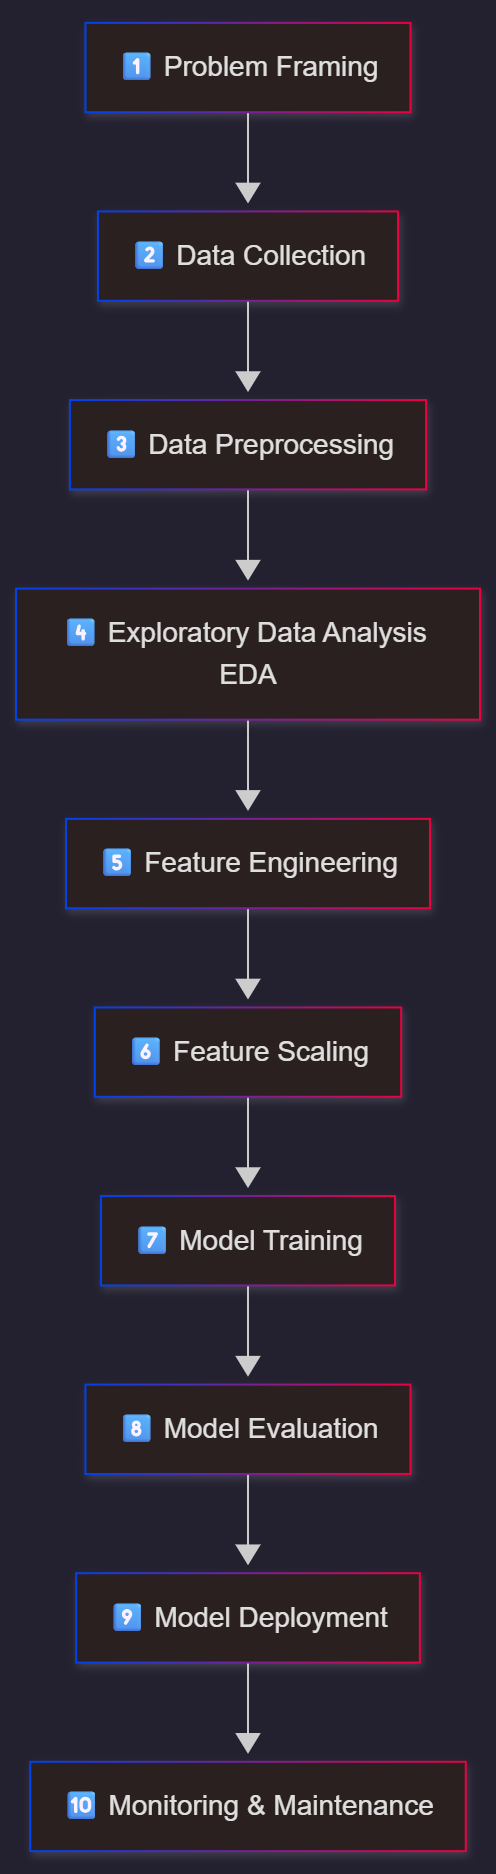 1️⃣ Problem Framing
2️⃣ Data Collection
3️⃣ Data Preprocessing
4️⃣ Exploratory Data Analysis
EDA
5️⃣ Feature Engineering
6️⃣ Feature Scaling
7️⃣ Model Training
8️⃣ Model Evaluation
9️⃣ Model Deployment
🔟 Monitoring & Maintenance